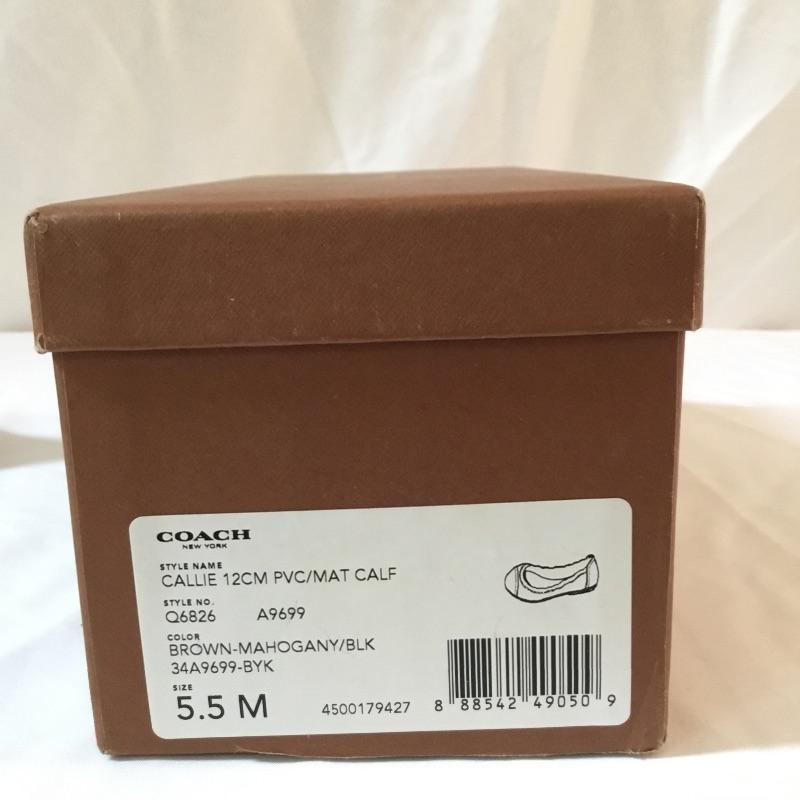 COACH
NEW YORK
STYLE NAME
CALLIE 12CM PVC/MAT CALF
STYLE NO.
Q6826 A9699
COLOR
BROWN-MAHOGANY/BLK
34A9699-BYK
SIZE
5.5 M 4500179427 8 88542 49050 9